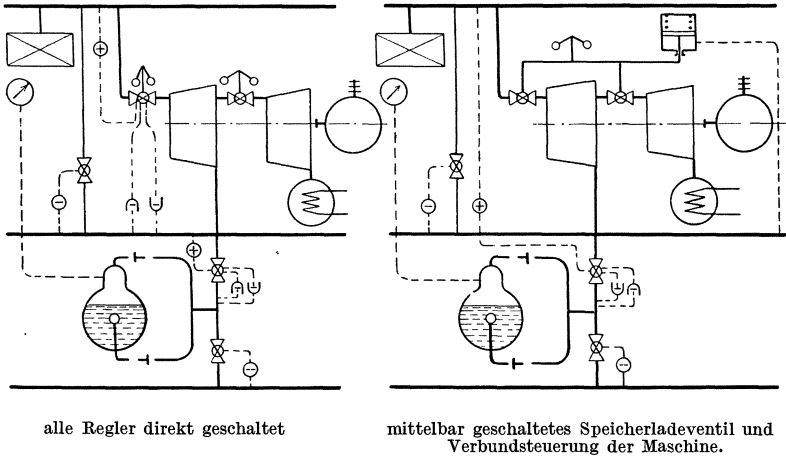 alle Regler direkt geschaltet
mittelbar geschaltetes Speicherladeventil und
Verbundsteuerung der Maschine.